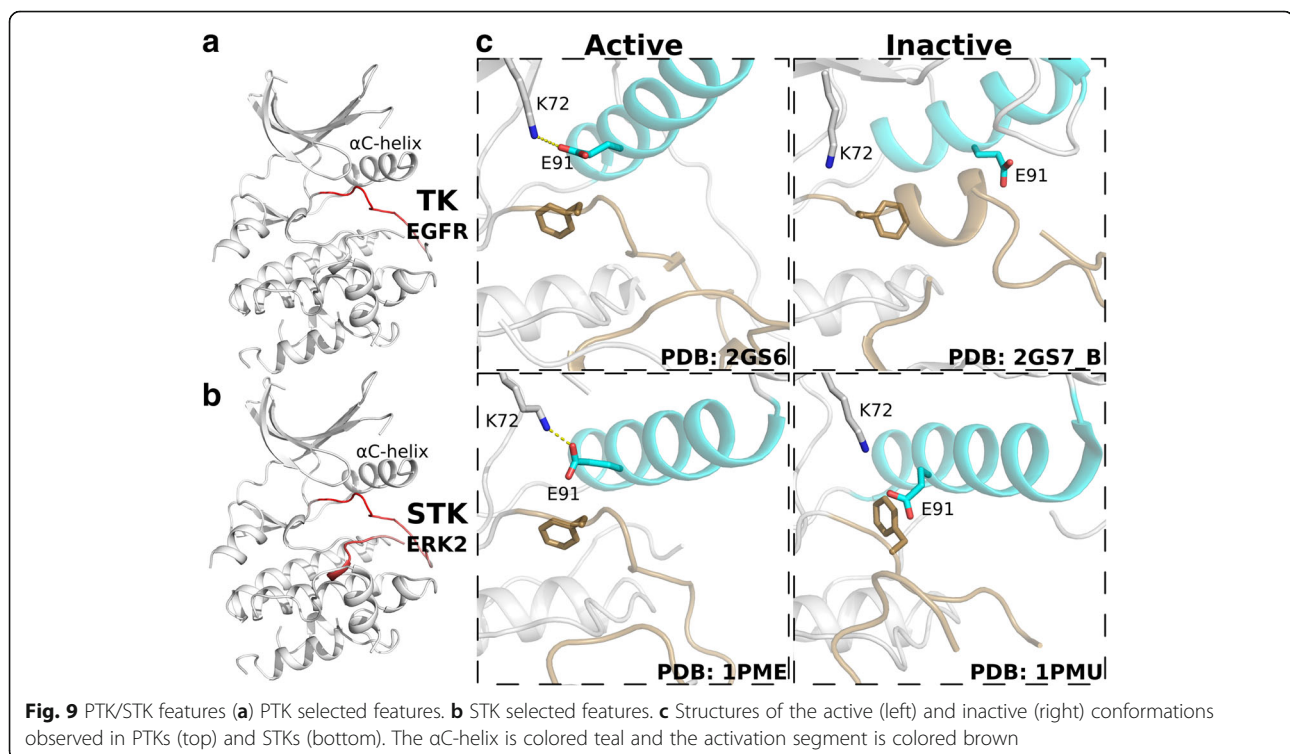 a
αC-helix
TK
EGFR
b
αC-helix
STK
ERK2
c
Active
Inactive
K72
E91
PDB: 2GS6
K72
E91
PDB: 2GS7_B
K72
E91
PDB: 1PME
K72
E91
PDB: 1PMU
Fig. 9 PTK/STK features (a) PTK selected features. b STK selected features. c Structures of the active (left) and inactive (right) conformations
observed in PTKs (top) and STKs (bottom). The αC-helix is colored teal and the activation segment is colored brown